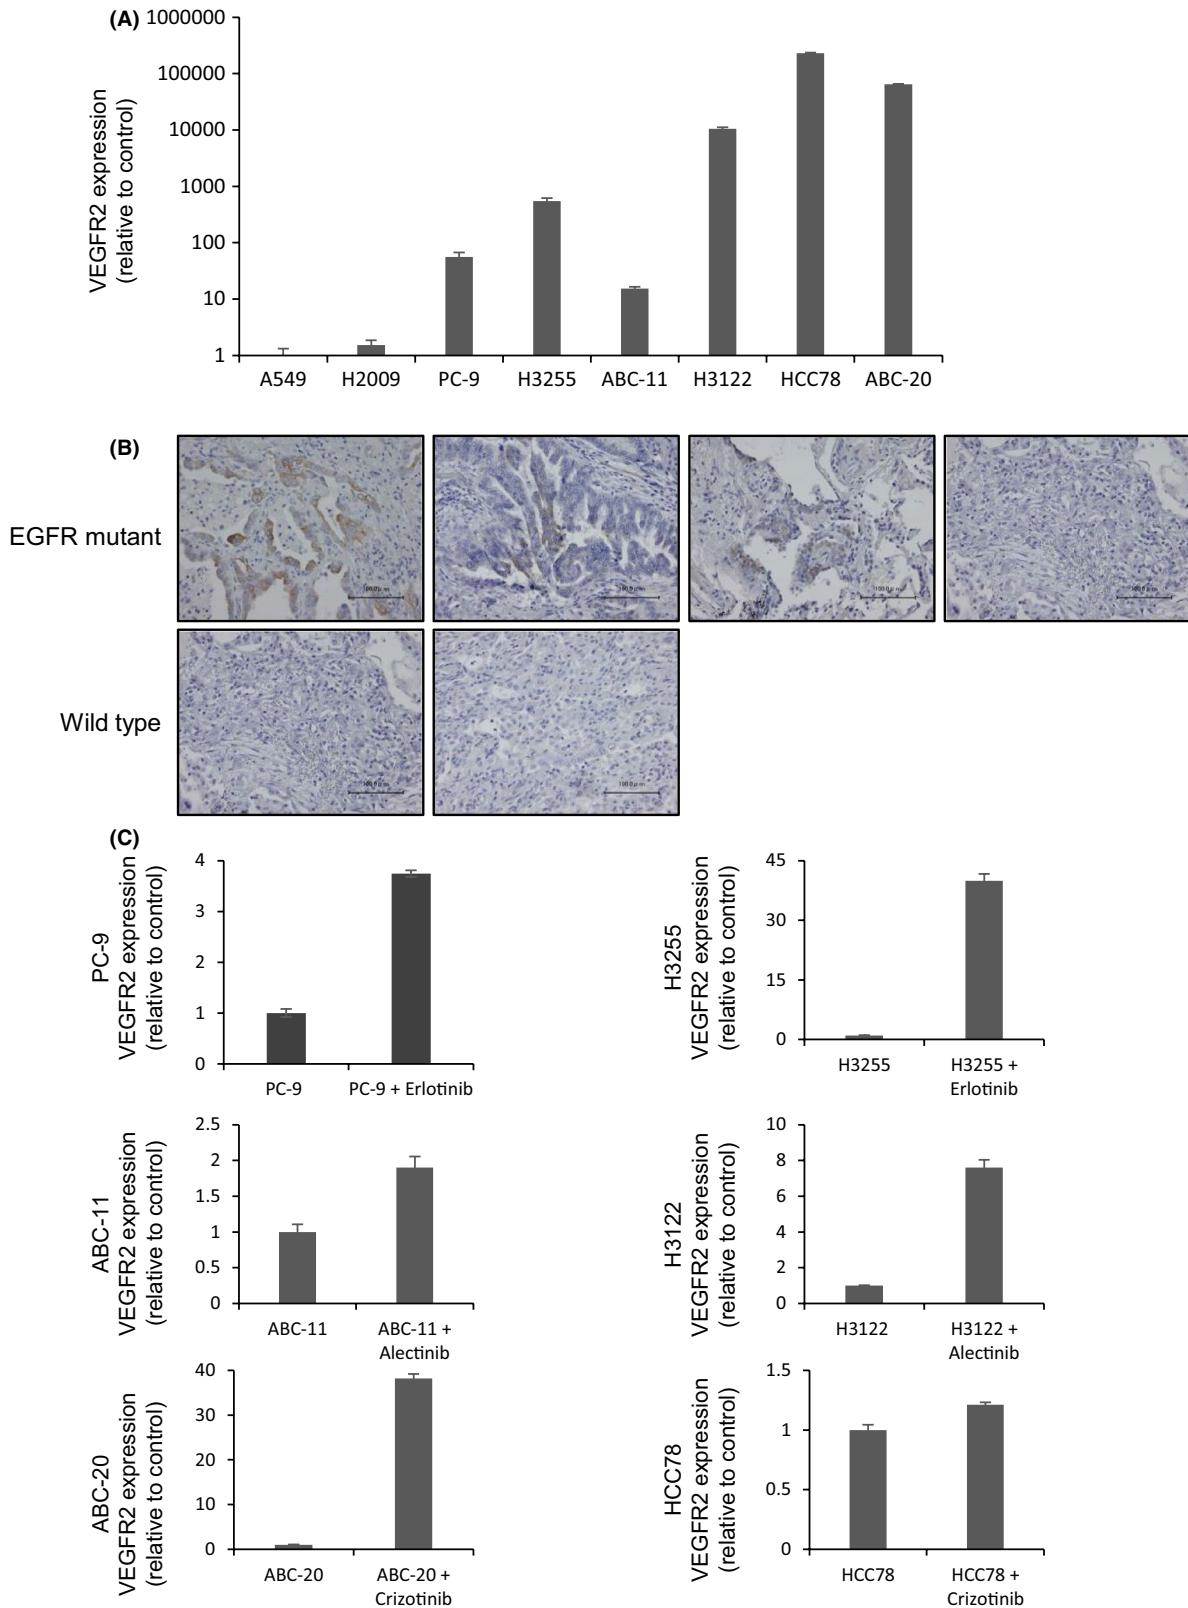 (A)
VEGFR2 expression
(relative to control)
1000000
100000
10000
1000
100
10
1
A549 H2009 PC-9 H3255 ABC-11 H3122 HCC78 ABC-20
(B)
EGFR mutant
Wild type
(C)
PC-9
VEGFR2 expression
(relative to control)
4
3
2
1
0
PC-9 PC-9 + Erlotinib
H3255
VEGFR2 expression
(relative to control)
45
30
15
0
H3255 H3255 +
Erlotinib
ABC-11
VEGFR2 expression
(relative to control)
2.5
2
1.5
1
0.5
0
ABC-11 ABC-11 +
Alectinib
H3122
VEGFR2 expression
(relative to control)
10
8
6
4
2
0
H3122 H3122 +
Alectinib
ABC-20
VEGFR2 expression
(relative to control)
40
30
20
10
0
ABC-20 ABC-20 +
Crizotinib
HCC78
VEGFR2 expression
(relative to control)
1.5
1
0.5
0
HCC78 HCC78 +
Crizotinib